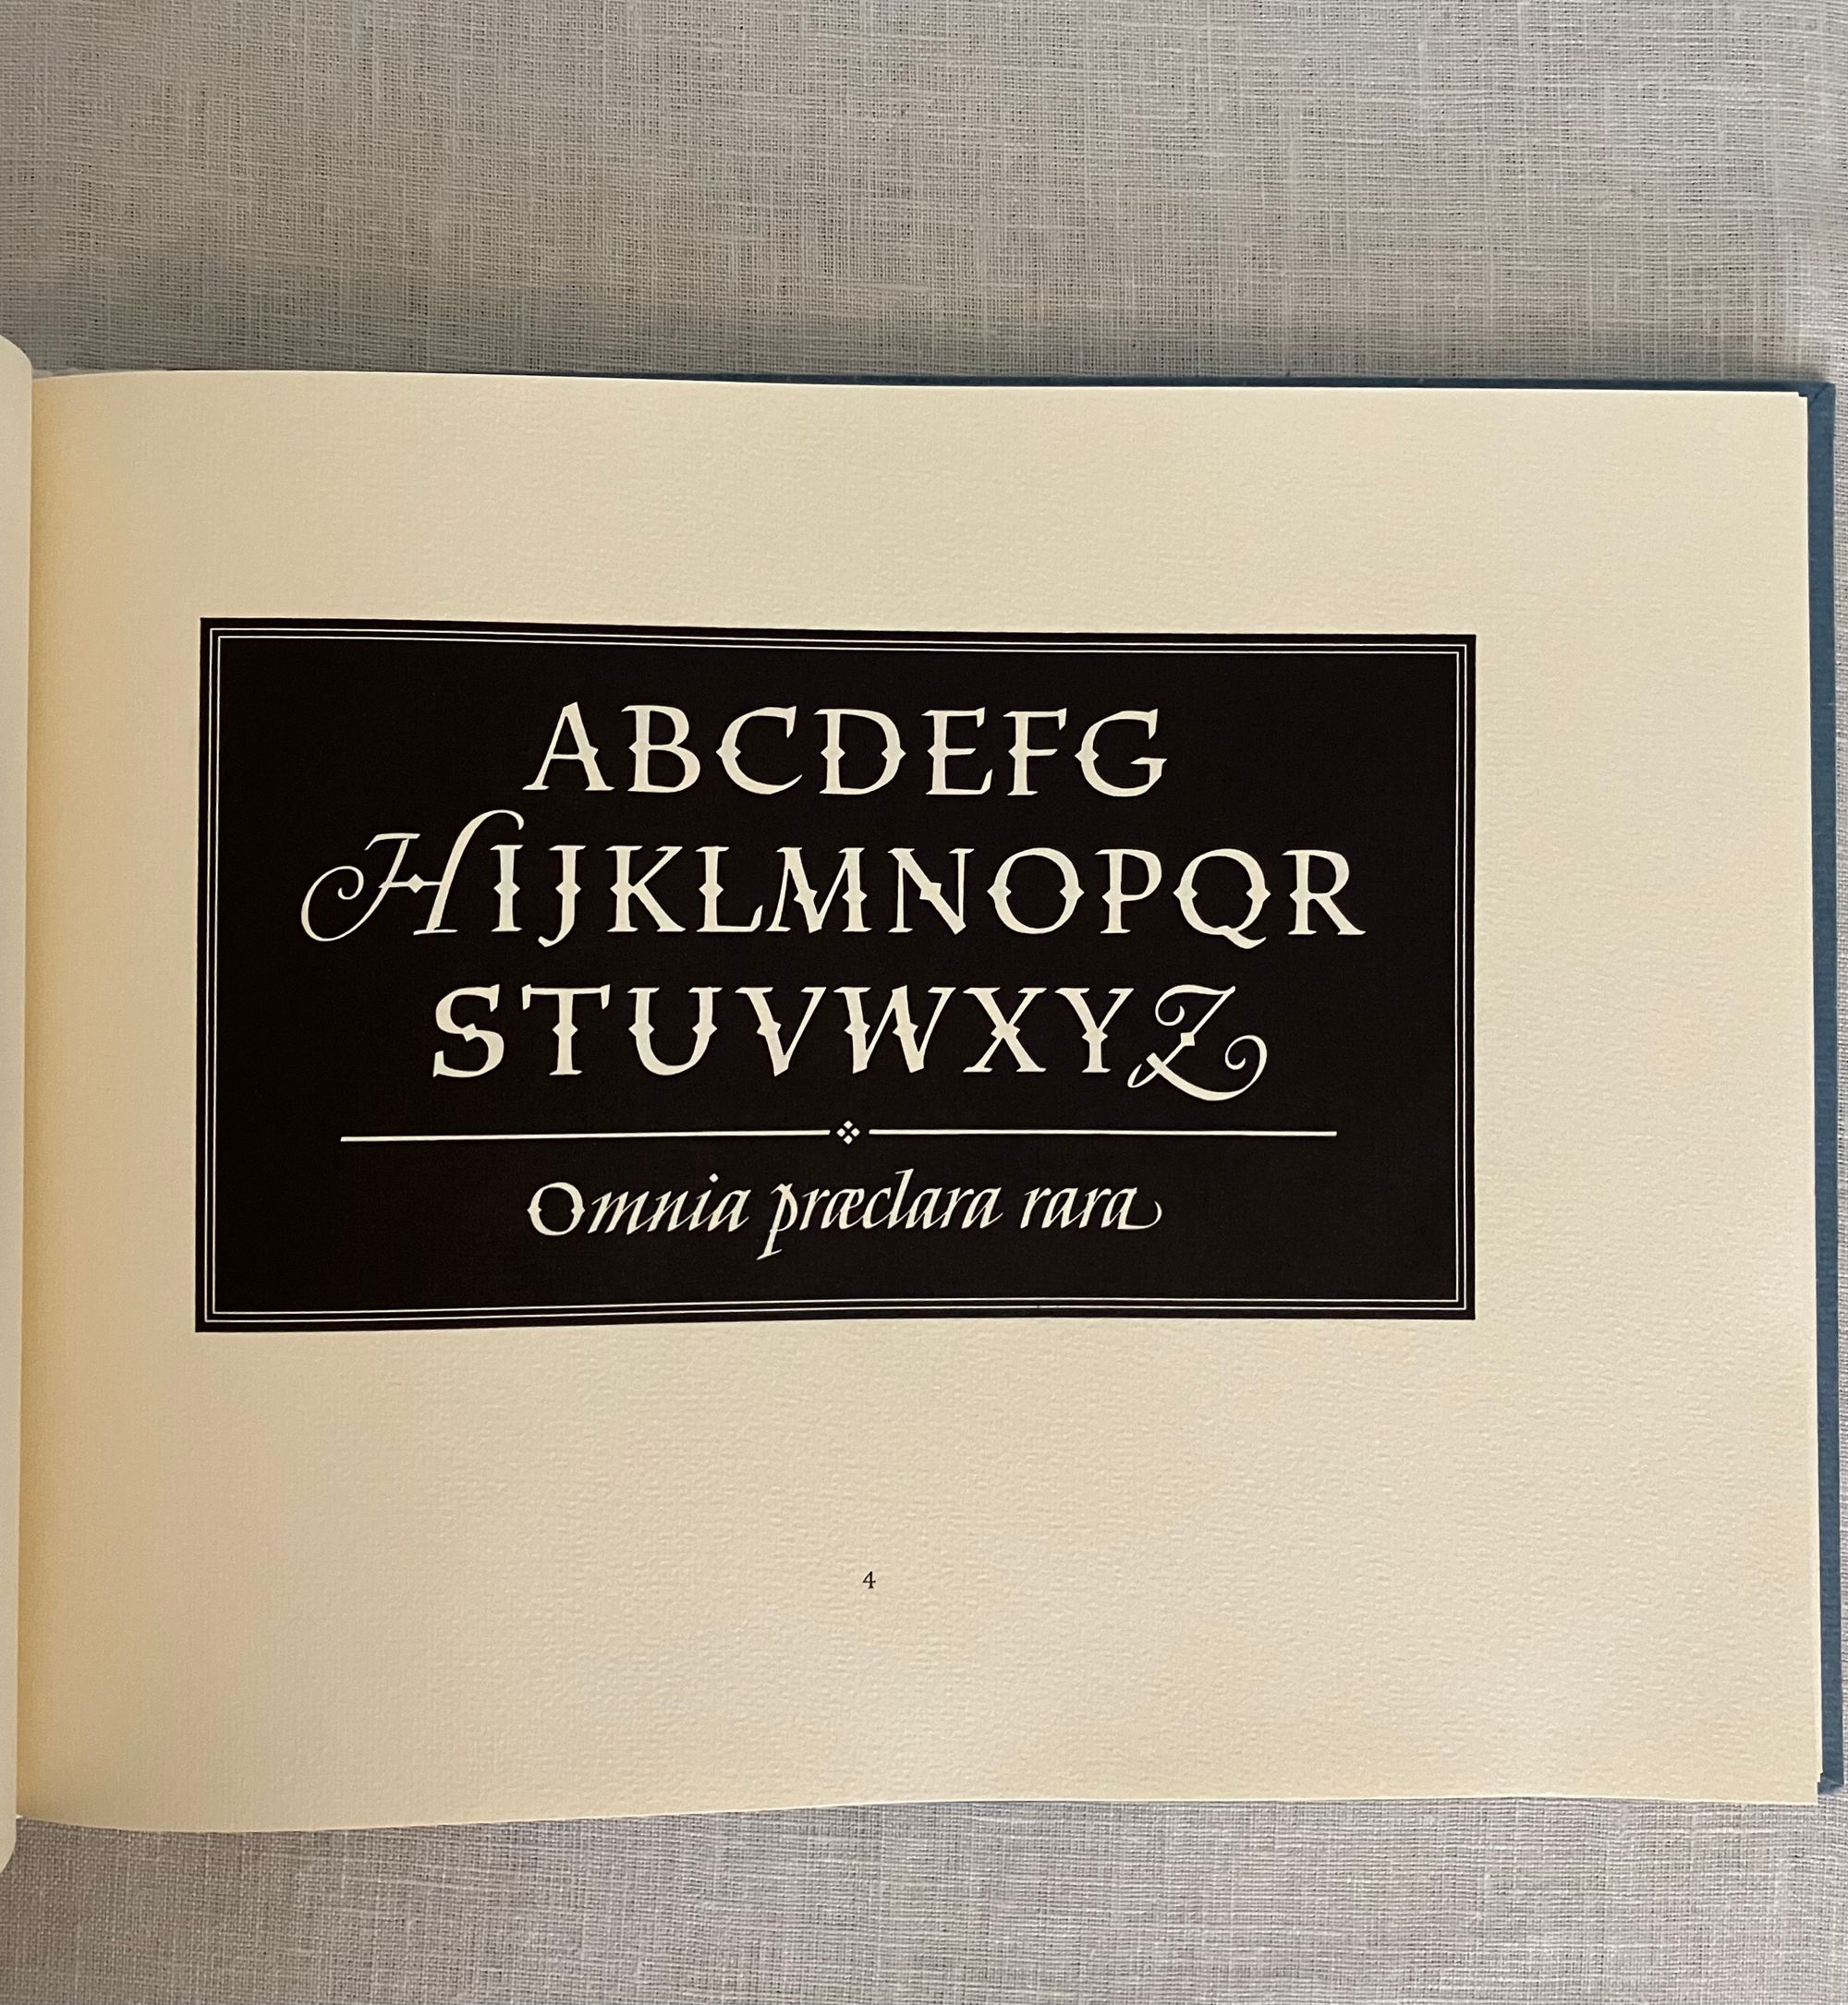 ABCDEFG
HIJKLMNOPQR
STUVWXYZ
Omnia præclara rara
4